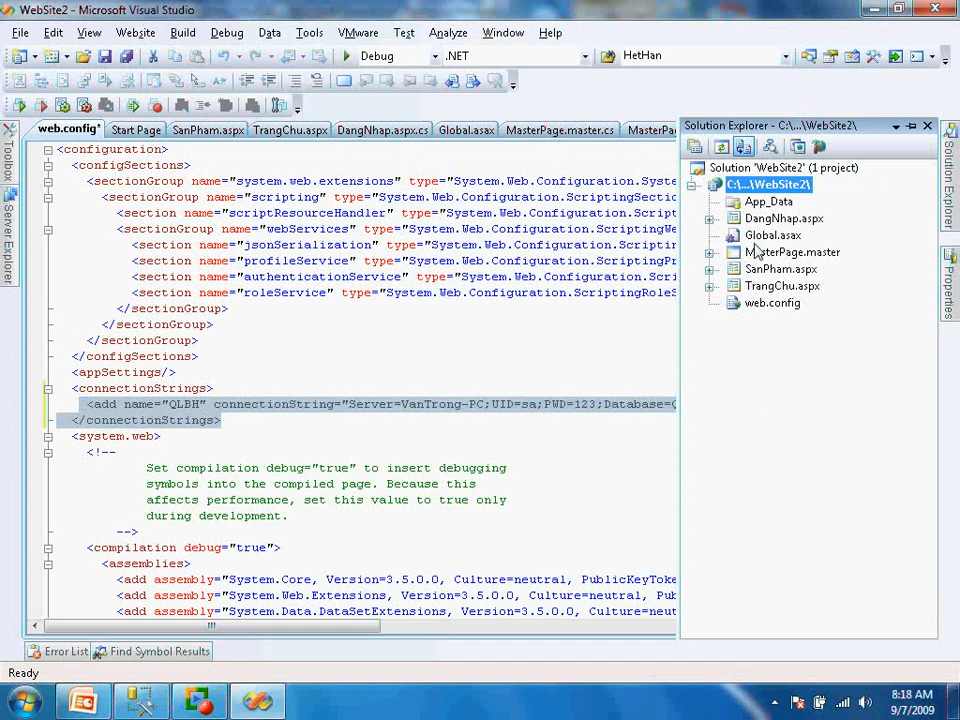 WebSite2 - Microsoft Visual Studio
File Edit View Website Build Debug Data Tools VMware Test Analyze Window Help
Debug .NET HetHan
web.config* Start Page SanPham.aspx TrangChu.aspx DangNhap.aspx.cs Global.asax MasterPage.master.cs MasterPa
Toolbox
Server Explorer
<configuration>
<configSections>
<sectionGroup name="system.web.extensions" type="System.Web.Configuration.System
<sectionGroup name="scripting" type="System.Web.Configuration.ScriptingSection
<section name="scriptResourceHandler" type="System.Web.Configuration.Scripti
<sectionGroup name="webServices" type="System.Web.Configuration.ScriptingWe
<section name="jsonSerialization" type="System.Web.Configuration.Scripting
<section name="profileService" type="System.Web.Configuration.ScriptingPr
<section name="authenticationService" type="System.Web.Configuration.Scri
<section name="roleService" type="System.Web.Configuration.ScriptingRoleS
</sectionGroup>
</sectionGroup>
</sectionGroup>
</configSections>
<appSettings/>
<connectionStrings>
<add name="QLBH" connectionString="Server=VanTrong-PC;UID=sa;PWD=123;Database=
</connectionStrings>
<system.web>
<!--
Set compilation debug="true" to insert debugging
symbols into the compiled page. Because this
affects performance, set this value to true only
during development.
-->
<compilation debug="true">
<assemblies>
<add assembly="System.Core, Version=3.5.0.0, Culture=neutral, PublicKeyToke
<add assembly="System.Web.Extensions, Version=3.5.0.0, Culture=neutral, Pub
<add assembly="System.Data.DataSetExtensions, Version=3.5.0.0, Culture=neut
Solution Explorer - C:\...\WebSite2\
Solution 'WebSite2' (1 project)
C:\...\WebSite2\
App_Data
DangNhap.aspx
Global.asax
MasterPage.master
SanPham.aspx
TrangChu.aspx
web.config
Solution Explorer
Properties
Error List Find Symbol Results
Ready
8:18 AM
9/7/2009